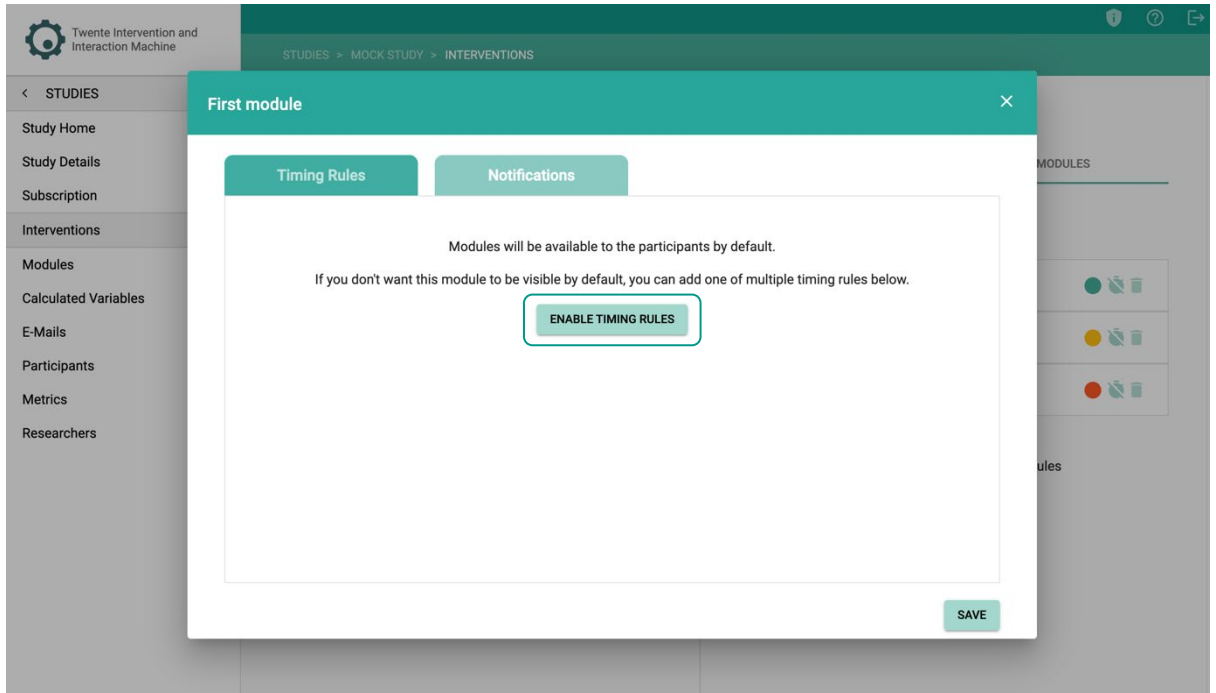 Twente Intervention and
Interaction Machine
STUDIES > MOCK STUDY > INTERVENTIONS
< STUDIES
Study Home
Study Details
Subscription
Interventions
Modules
Calculated Variables
E-Mails
Participants
Metrics
Researchers
First module
Timing Rules
Notifications
Modules will be available to the participants by default.
If you don't want this module to be visible by default, you can add one of multiple timing rules below.
ENABLE TIMING RULES
SAVE
MODULES
ules